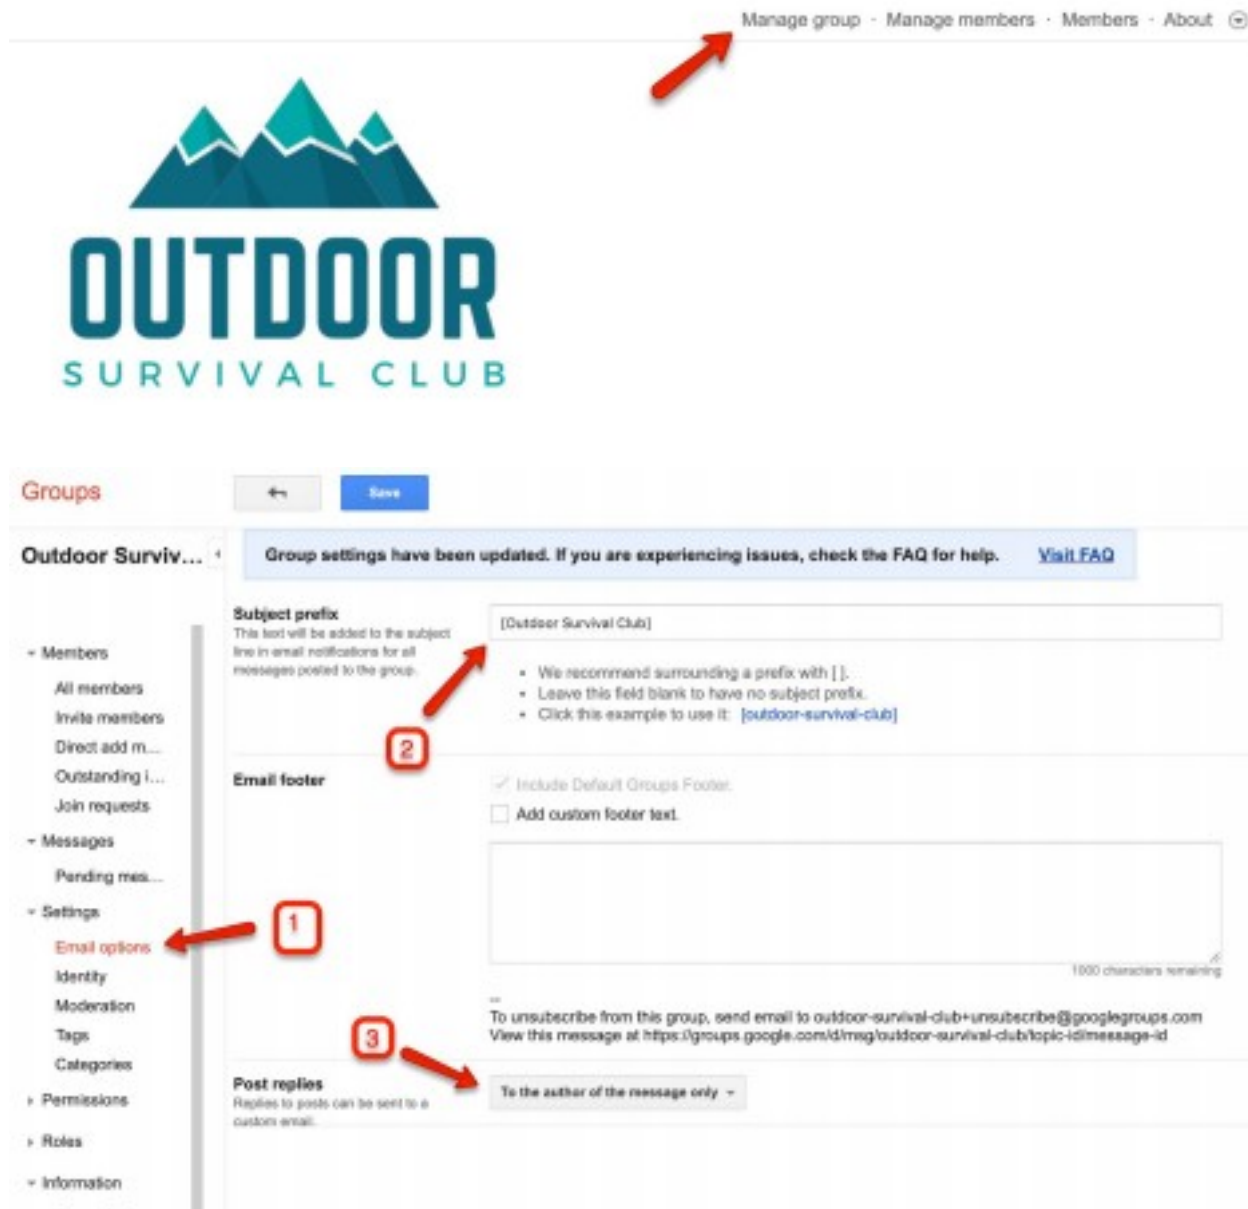 Manage group · Manage members · Members · About
OUTDOOR
SURVIVAL CLUB
Groups
Save
Outdoor Surviv...
Group settings have been updated. If you are experiencing issues, check the FAQ for help. Visit FAQ
Members
All members
Invite members
Direct add m...
Outstanding i...
Join requests
Messages
Pending mes...
Settings
Email options
Identity
Moderation
Tags
Categories
Permissions
Roles
Information
1
Subject prefix
This text will be added to the subject
line in email notifications for all
messages posted to the group.
[Outdoor Survival Club]
• We recommend surrounding a prefix with [ ].
• Leave this field blank to have no subject prefix.
• Click this example to use it: [outdoor-survival-club]
2
Email footer
Include Default Groups Footer.
Add custom footer text.
1000 characters remaining
--
To unsubscribe from this group, send email to outdoor-survival-club+unsubscribe@googlegroups.com
View this message at https://groups.google.com/d/msg/outdoor-survival-club/topic-id/message-id
3
Post replies
Replies to posts can be sent to a
custom email.
To the author of the message only